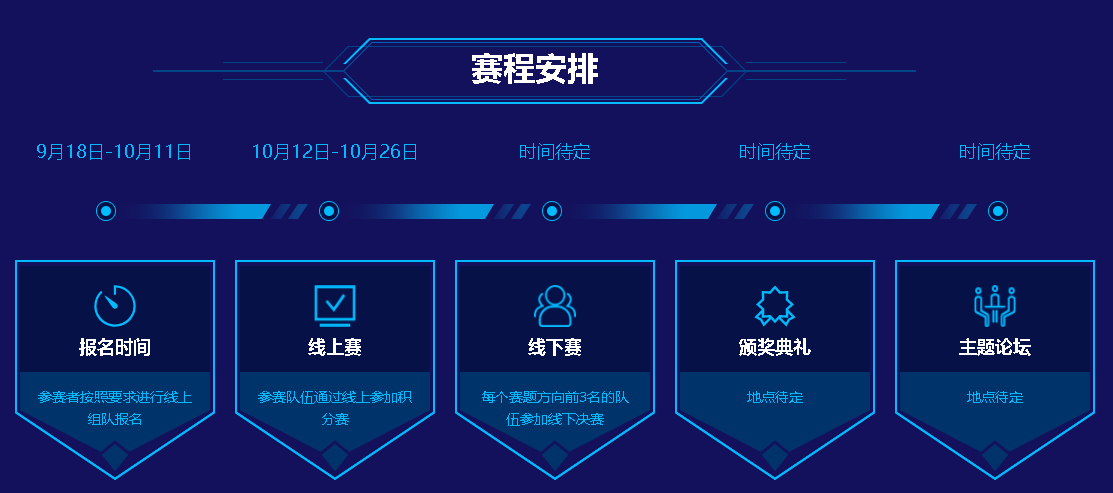 赛程安排
9月18日-10月11日
10月12日-10月26日
时间待定
时间待定
时间待定
报名时间
线上赛
线下赛
颁奖典礼
主题论坛
参赛者按照要求进行线上
组队报名
参赛队伍通过线上参加积
分赛
每个赛题方向前3名的队
伍参加线下决赛
地点待定
地点待定